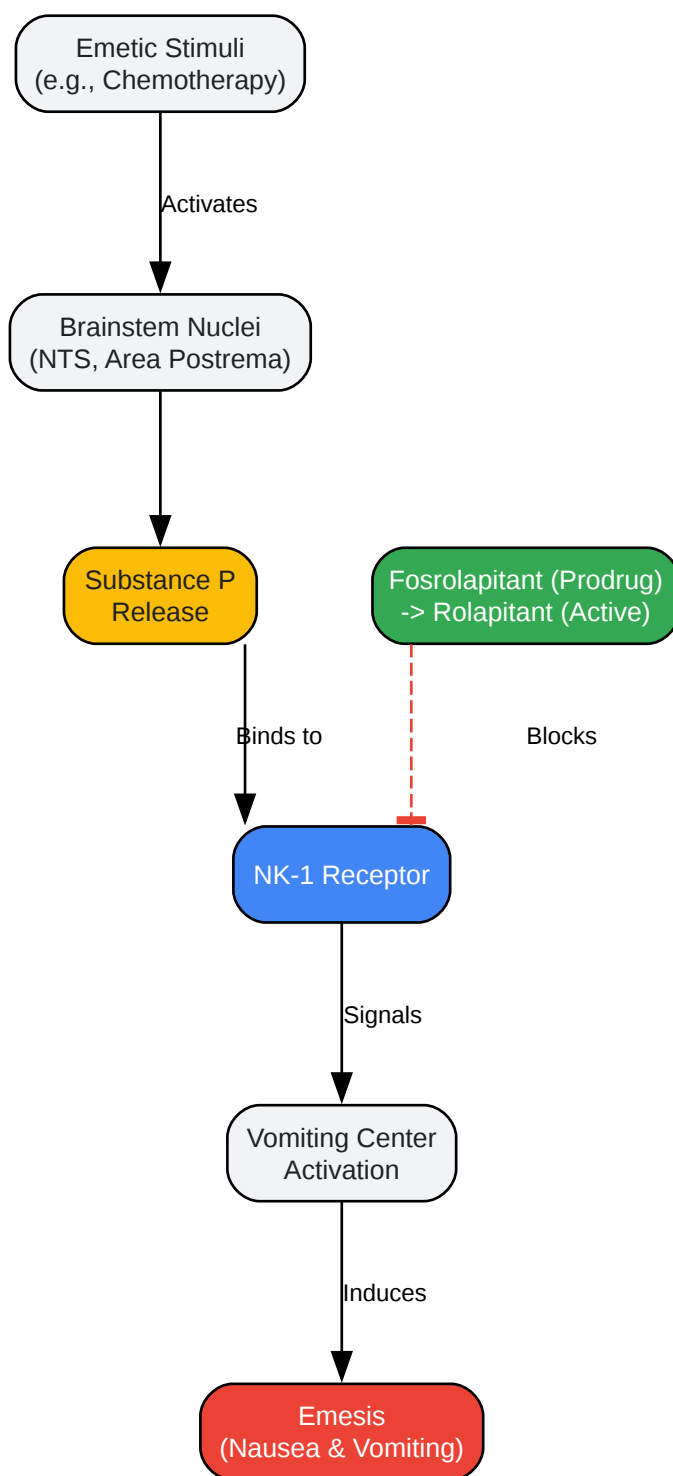 Emetic Stimuli
(e.g., Chemotherapy)
Activates
Brainstem Nuclei
(NTS, Area Postrema)
Substance P
Release
Fosrolapitant (Prodrug)
-> Rolapitant (Active)
Binds to
Blocks
NK-1 Receptor
Signals
Vomiting Center
Activation
Induces
Emesis
(Nausea & Vomiting)